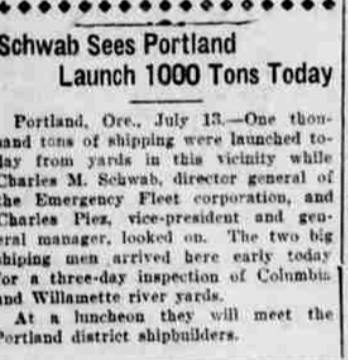 Schwab Sees Portland
Launch 1000 Tons Today
Portland, Ore., July 13.—One thou-
sand tons of shipping were launched to-
day from yards in this vicinity while
Charles M. Schwab, director general of
the Emergency Fleet corporation, and
Charles Piez, vice-president and gen-
eral manager, looked on. The two big
shiping men arrived here early today
for a three-day inspection of Columbia
and Willamette river yards.
At a luncheon they will meet the
Portland district shipbuilders.